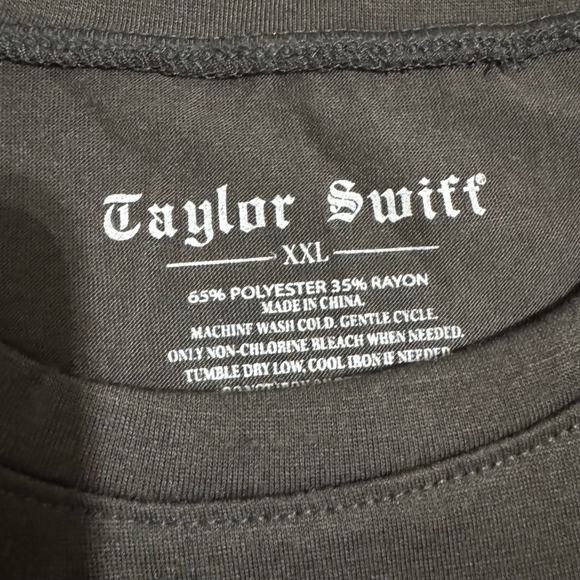 Taylor Swift®
XXL
65% POLYESTER 35% RAYON
MADE IN CHINA.
MACHINE WASH COLD. GENTLE CYCLE.
ONLY NON-CHLORINE BLEACH WHEN NEEDED.
TUMBLE DRY LOW, COOL IRON IF NEEDED